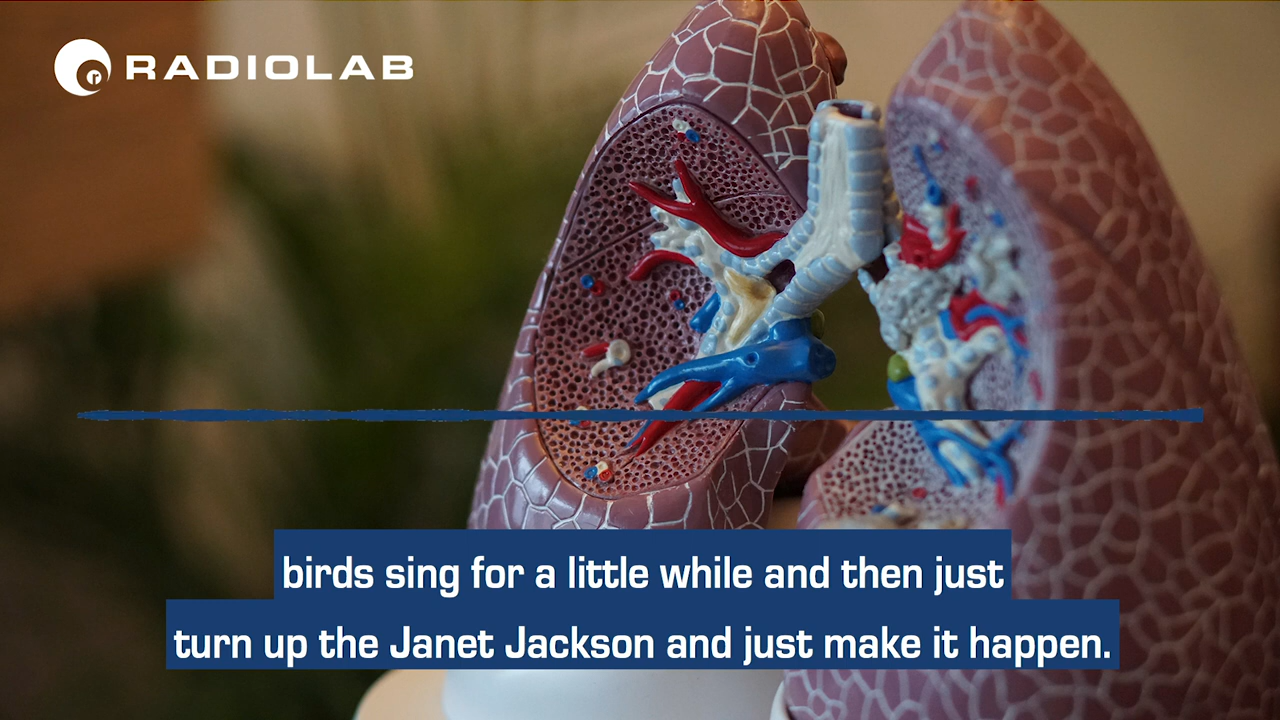 RADIOLAB
birds sing for a little while and then just
turn up the Janet Jackson and just make it happen.